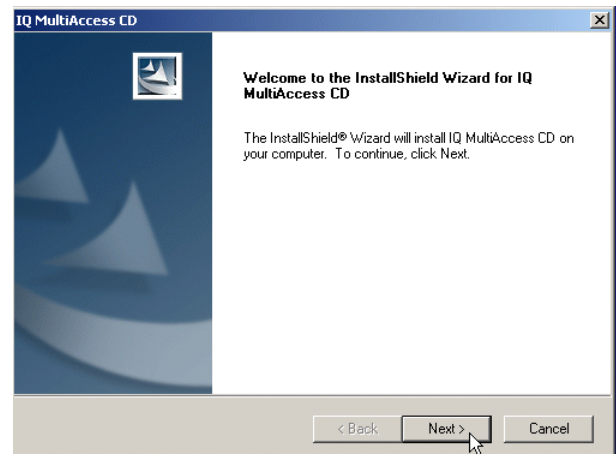 IQ MultiAccess CD
Welcome to the InstallShield Wizard for IQ
MultiAccess CD
The InstallShield® Wizard will install IQ MultiAccess CD on
your computer. To continue, click Next.
< Back
Next >
Cancel